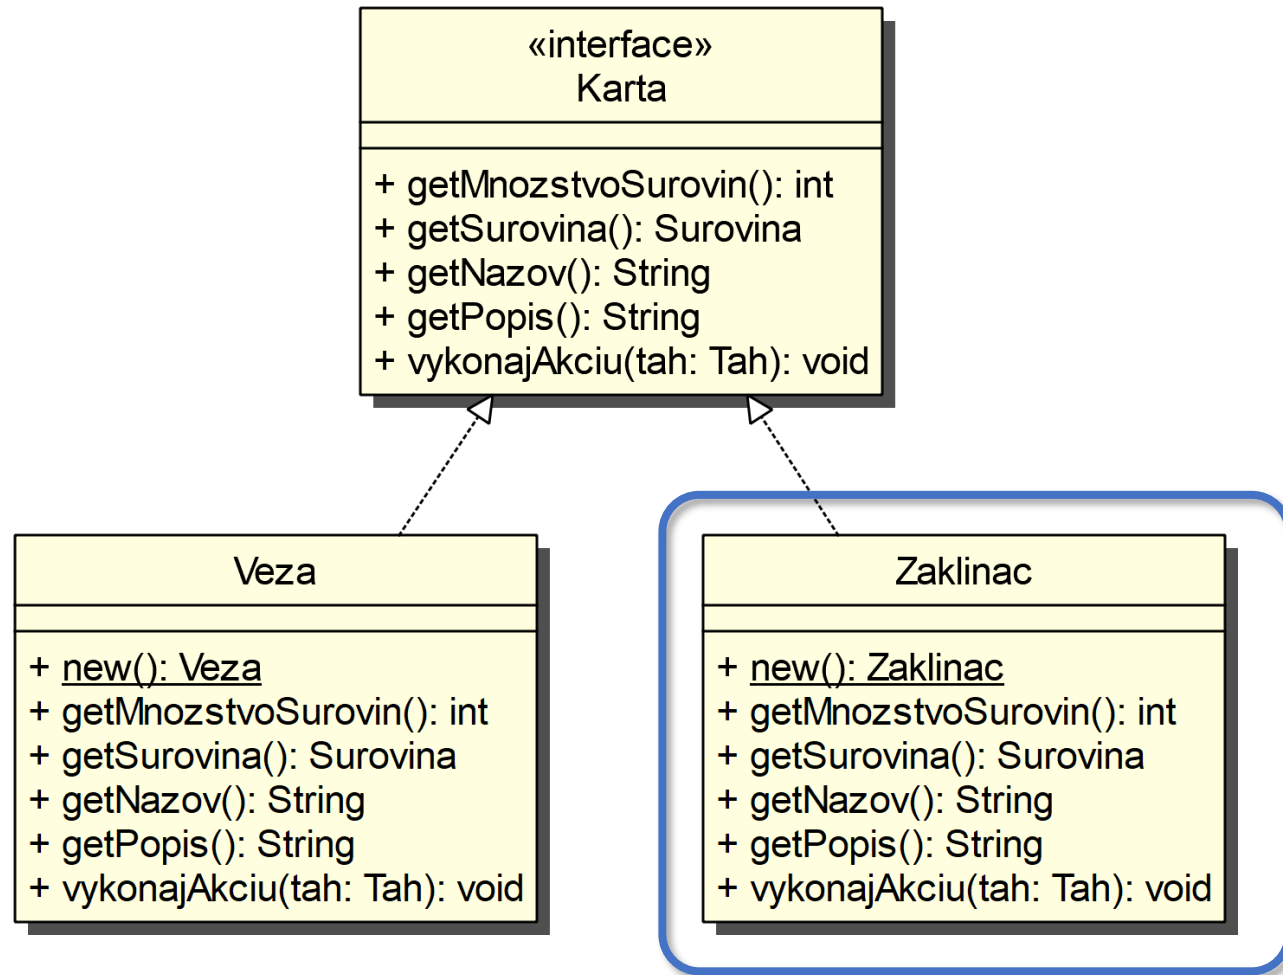 «interface»
Karta
+ getMnozstvoSurovin(): int
+ getSurovina(): Surovina
+ getNazov(): String
+ getPopis(): String
+ vykonajAkciu(tah: Tah): void
Veza
+ new(): Veza
+ getMnozstvoSurovin(): int
+ getSurovina(): Surovina
+ getNazov(): String
+ getPopis(): String
+ vykonajAkciu(tah: Tah): void
Zaklinac
+ new(): Zaklinac
+ getMnozstvoSurovin(): int
+ getSurovina(): Surovina
+ getNazov(): String
+ getPopis(): String
+ vykonajAkciu(tah: Tah): void